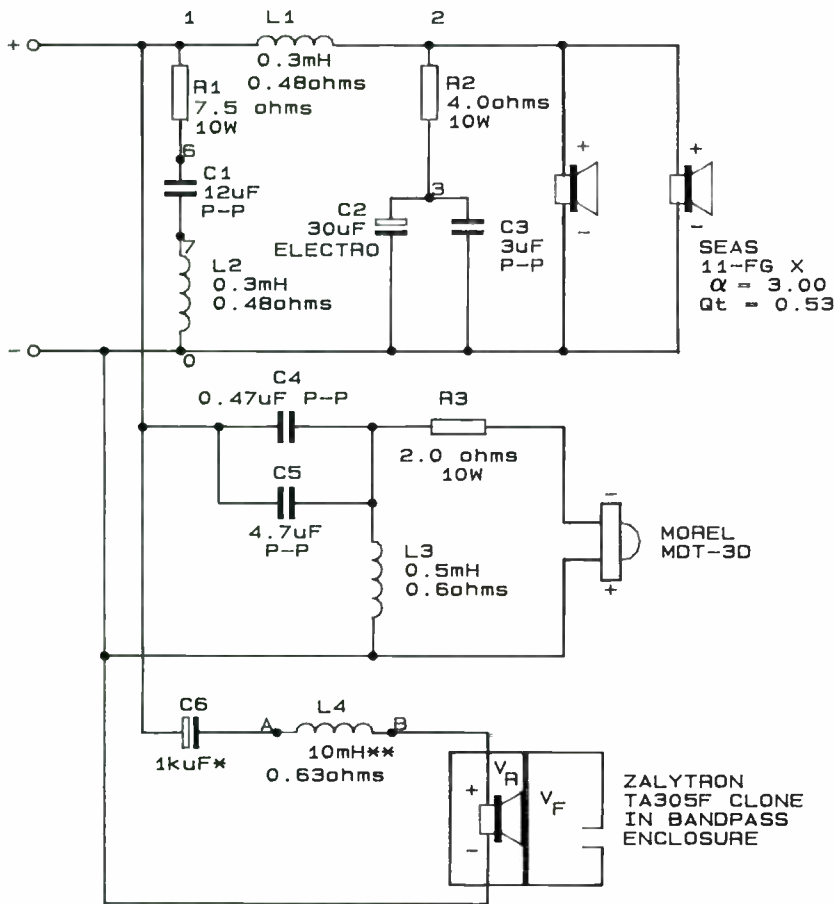 1
L1
2
+
0.3mH
0.48ohms
R1
7.5 ohms
10W
R2
4.0ohms
10W
6
C1
12uF
P-P
+
+
3
C2
30uF
ELECTRO
C3
3uF
P-P
-
-
7
L2
0.3mH
0.48ohms
SEAS
11-FG X
α = 3.00
Qt = 0.53
-
0
C4
0.47uF P-P
R3
2.0 ohms
10W
C5
4.7uF
P-P
-
MOREL
MDT-3D
+
L3
0.5mH
0.6ohms
C6
1kuF*
A
L4
B
10mH**
0.63ohms
+
-
VR
VF
ZALYTRON
TA305F CLONE
IN BANDPASS
ENCLOSURE